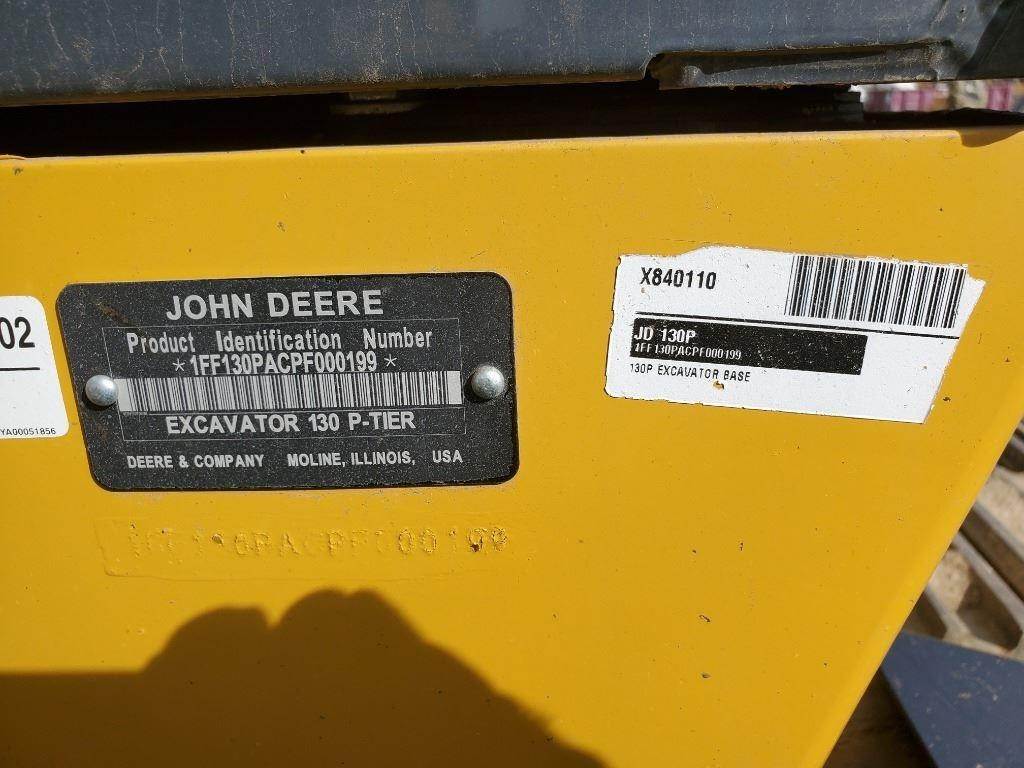 02
YA00051856
JOHN DEERE
Product Identification Number
*1FF130PACPF000199*
EXCAVATOR 130 P-TIER
DEERE & COMPANY MOLINE, ILLINOIS, USA
X840110
JD 130P
1FF130PACPF000199
130P EXCAVATOR BASE
1FF130PACPF000199